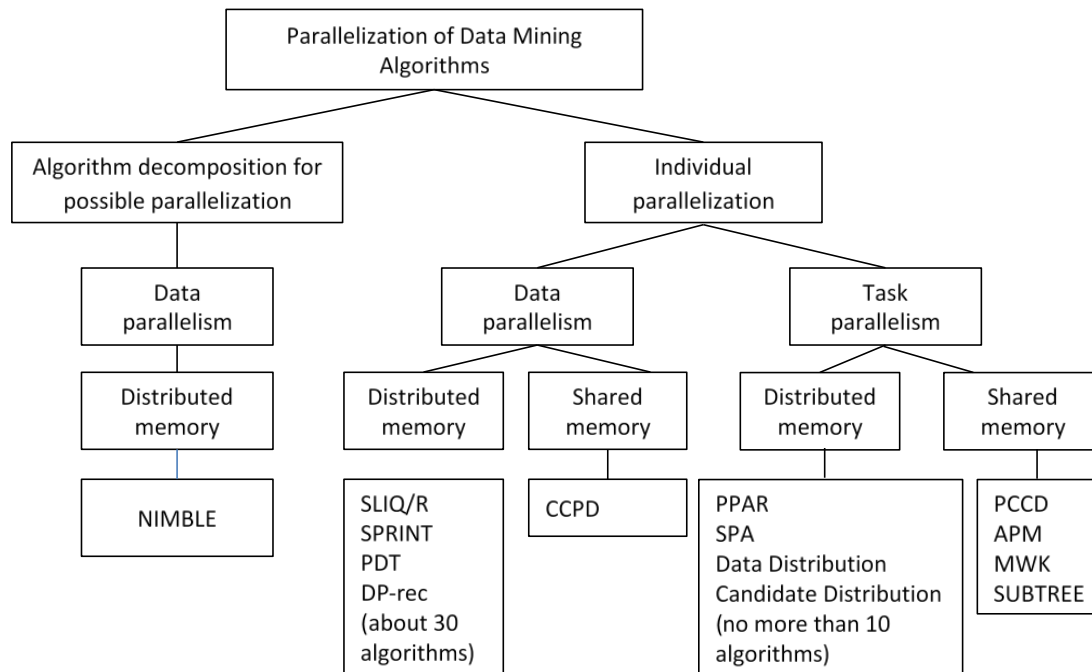 Parallelization of Data Mining
Algorithms
Algorithm decomposition for
possible parallelization
Individual
parallelization
Data
parallelism
Data
parallelism
Task
parallelism
Distributed
memory
Distributed
memory
Shared
memory
Distributed
memory
Shared
memory
NIMBLE
SLIQ/R
SPRINT
PDT
DP-rec
(about 30
algorithms)
CCPD
PPAR
SPA
Data Distribution
Candidate Distribution
(no more than 10
algorithms)
PCCD
APM
MWK
SUBTREE